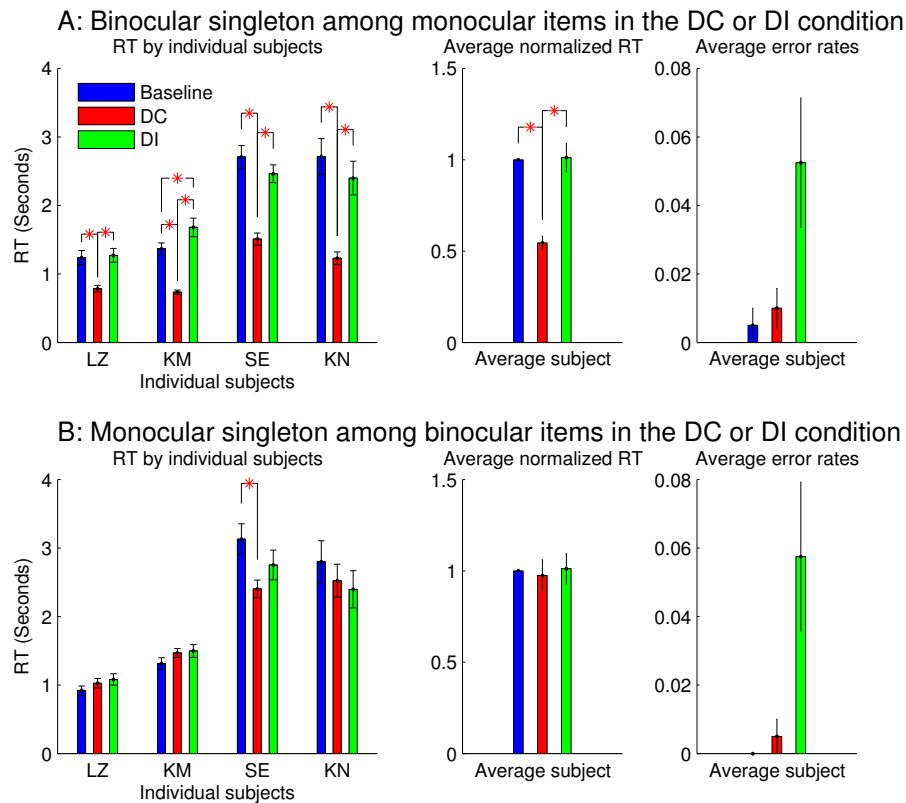 A: Binocular singleton among monocular items in the DC or DI condition
RT by individual subjects
Average normalized RT
Average error rates
Baseline
DC
DI
RT (Seconds)
4
3
2
1
0
LZ KM SE KN
Individual subjects
1.5
1
0.5
0
Average subject
0.08
0.06
0.04
0.02
0
Average subject
B: Monocular singleton among binocular items in the DC or DI condition
RT by individual subjects
Average normalized RT
Average error rates
RT (Seconds)
4
3
2
1
0
LZ KM SE KN
Individual subjects
1.5
1
0.5
0
Average subject
0.08
0.06
0.04
0.02
0
Average subject